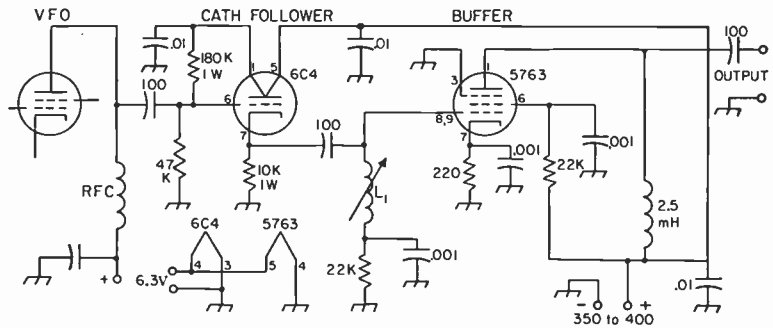 VFO
CATH FOLLOWER
BUFFER
.01
180K
1W
1
5
6C4
.01
100
6
7
47
K
10K
1W
RFC
+
100
L1
22K
.001
3
1
5763
8,9
6
7
220
.001
22K
.001
100
OUTPUT
2.5
mH
.01
- +
350 to 400
6C4
5763
4
3
5
4
6.3V